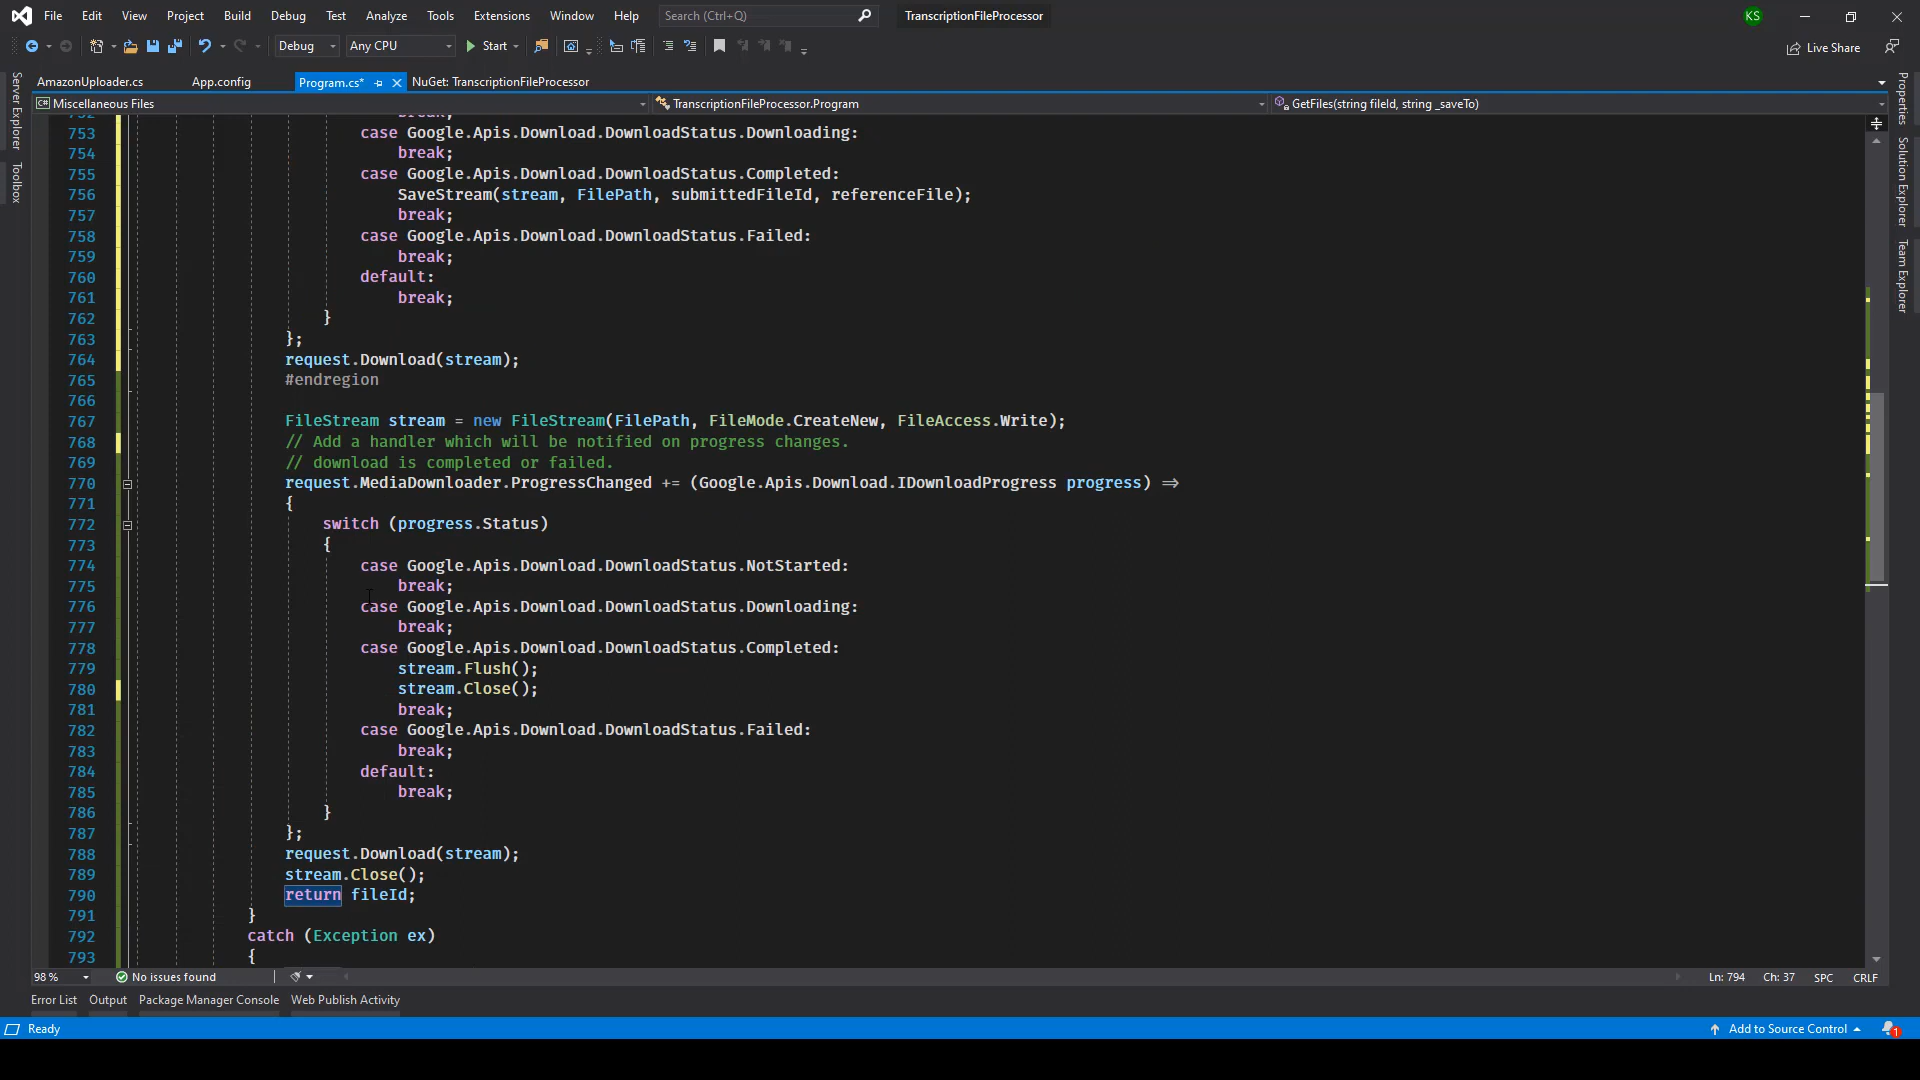 File Edit View Project Build Debug Test Analyze Tools Extensions Window Help Search (Ctrl+Q) TranscriptionFileProcessor KS
Debug Any CPU Start Live Share
AmazonUploader.cs App.config Program.cs* NuGet: TranscriptionFileProcessor
Miscellaneous Files TranscriptionFileProcessor.Program GetFiles(string fileId, string _saveTo)
Server Explorer
Toolbox
Properties
Solution Explorer
Team Explorer
752 break;
753 case Google.Apis.Download.DownloadStatus.Downloading:
754 break;
755 case Google.Apis.Download.DownloadStatus.Completed:
756 SaveStream(stream, FilePath, submittedFileId, referenceFile);
757 break;
758 case Google.Apis.Download.DownloadStatus.Failed:
759 break;
760 default:
761 break;
762 }
763 };
764 request.Download(stream);
765 #endregion
766
767 FileStream stream = new FileStream(FilePath, FileMode.CreateNew, FileAccess.Write);
768 // Add a handler which will be notified on progress changes.
769 // download is completed or failed.
770 request.MediaDownloader.ProgressChanged += (Google.Apis.Download.IDownloadProgress progress) =>
771 {
772 switch (progress.Status)
773 {
774 case Google.Apis.Download.DownloadStatus.NotStarted:
775 break;
776 case Google.Apis.Download.DownloadStatus.Downloading:
777 break;
778 case Google.Apis.Download.DownloadStatus.Completed:
779 stream.Flush();
780 stream.Close();
781 break;
782 case Google.Apis.Download.DownloadStatus.Failed:
783 break;
784 default:
785 break;
786 }
787 };
788 request.Download(stream);
789 stream.Close();
790 return fileId;
791 }
792 catch (Exception ex)
793 {
98 % No issues found Ln: 794 Ch: 37 SPC CRLF
Error List Output Package Manager Console Web Publish Activity
Ready Add to Source Control 1